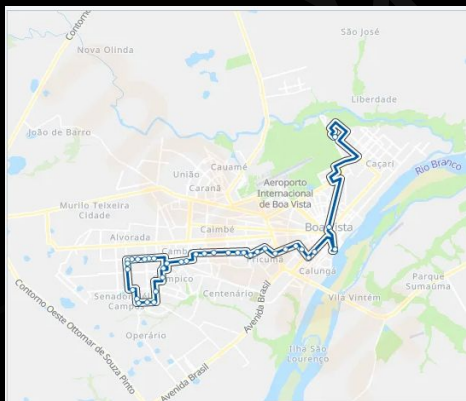 São José
Contorno
Nova Olinda
Liberdade
João de Barro
Cauamé
Caçari
Rio Branco
União
Caranã
Aeroporto
Internacional
de Boa Vista
Murilo Teixeira
Cidade
Caimbé
Boa Vista
Alvorada
Calunga
Parque
Sumaúma
Senador
Centenário
Vila Vintem
Contorno Oeste Ottomar de Souza Pinto
Avenida Brasil
Operário
Ilha São
Lourenço
Avenida Brasil